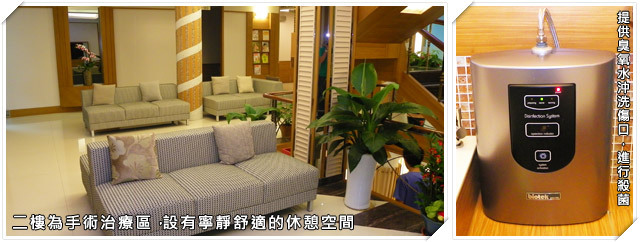 二樓為手術治療區，設有寧靜舒適的休憩空間
提供臭氧水沖洗傷口，進行殺菌
Disinfection System
biotek